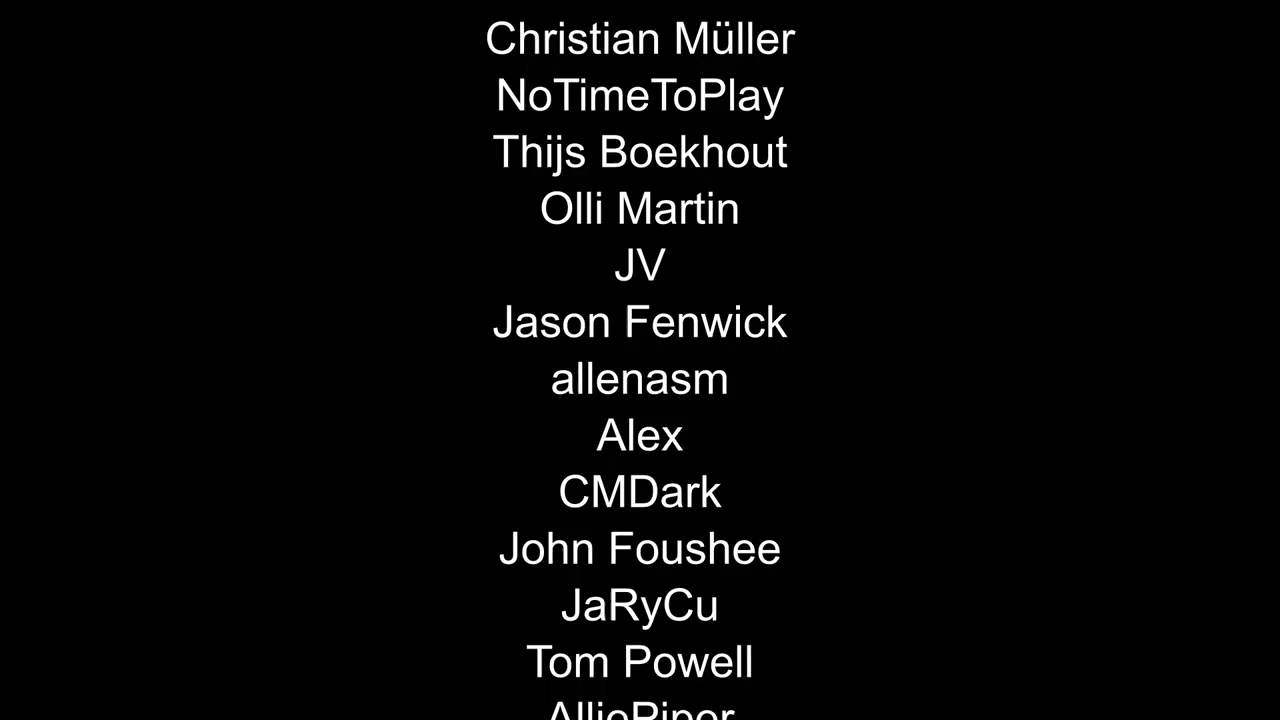 Christian Müller
NoTimeToPlay
Thijs Boekhout
Olli Martin
JV
Jason Fenwick
allenasm
Alex
CMDark
John Foushee
JaRyCu
Tom Powell